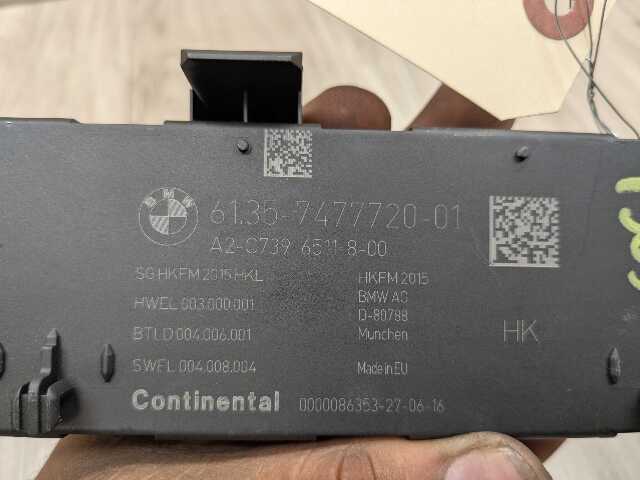 BMW
61.35-7477720-01
A2-C739 6511-8-00
SG HKFM 2015 HKL
HWEL 003.000.001
BTLD 004.006.001
SWFL 004.008.004
HKFM 2015
BMW AG
D-80788
Munchen
Made in EU
HK
Continental 0000086353-27-06-16